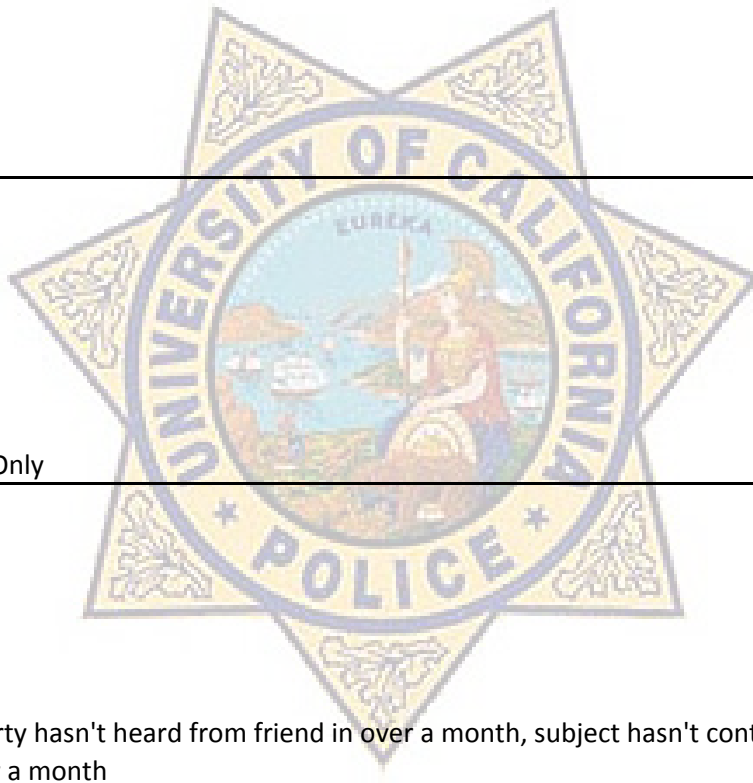 UNIVERSITY OF CALIFORNIA
EUREKA
Only
POLICE
rty hasn't heard from friend in over a month, subject hasn't cont
a month